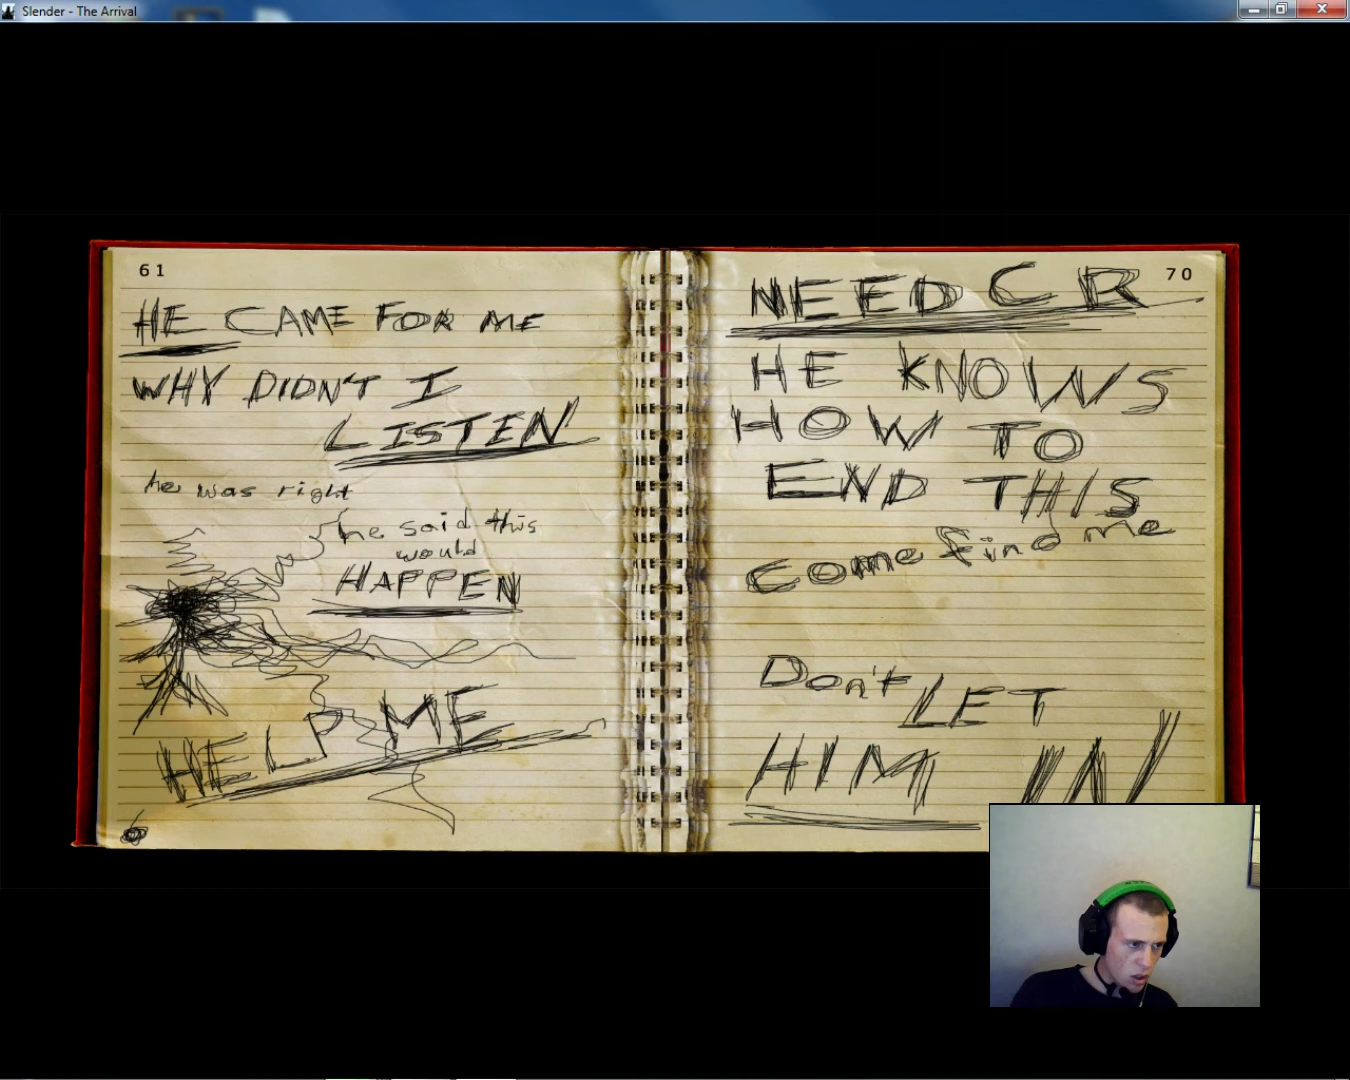 Slender - The Arrival
61
HE CAME FOR ME
WHY DIDN'T I
LISTEN
he was right
he said this
would
HAPPEN
HELP ME
70
NEED CR
HE KNOWS
HOW TO
END THIS
come find me
Don't LET
HIM IN